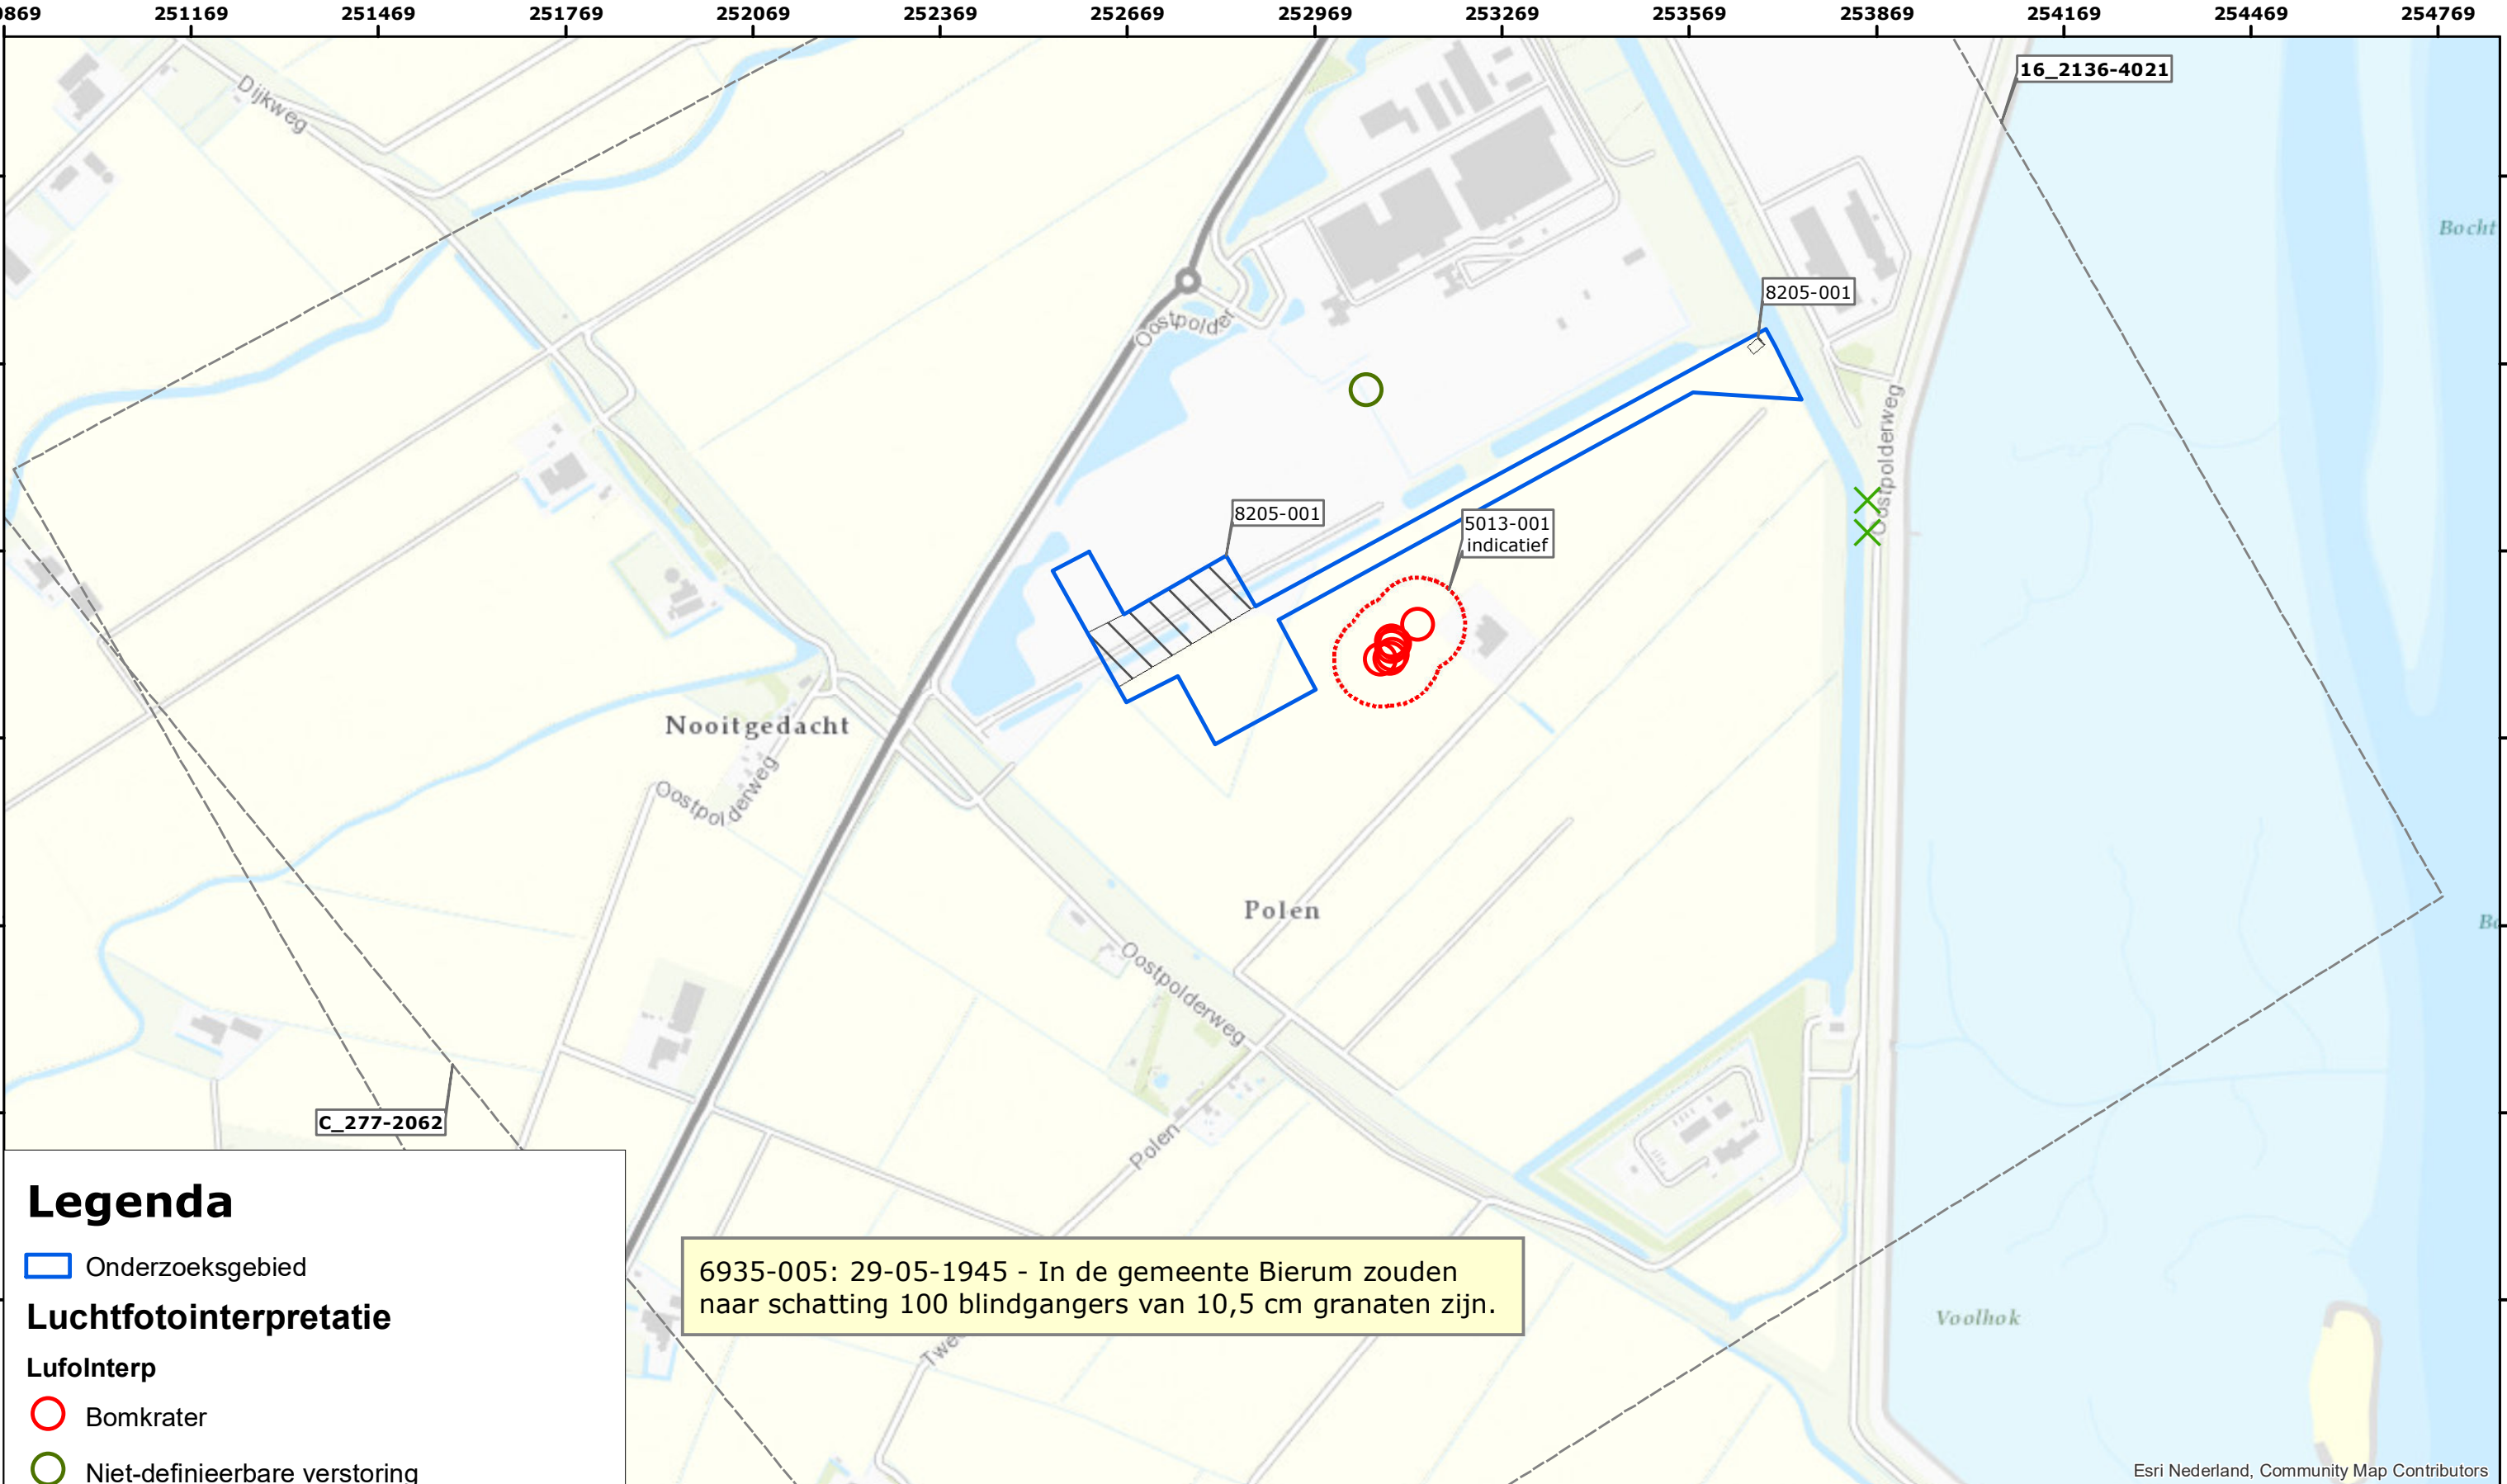 0869 251169 251469 251769 252069 252369 252669 252969 253269 253569 253869 254169 254469 254769
16_2136-4021
Dijkweg
Bocht
8205-001
Oostpolder
Oostpolderweg
8205-001
5013-001
indicatief
Nooitgedacht
Oostpolderweg
Polen
Oostpolderweg
C_277-2062
Polen
Legenda
Onderzoeksgebied
Luchtfotointerpretatie
LufoInterp
Bomkrater
Niet-definieerbare verstoring
6935-005: 29-05-1945 - In de gemeente Bierum zouden
naar schatting 100 blindgangers van 10,5 cm granaten zijn.
Voolhok
Esri Nederland, Community Map Contributors